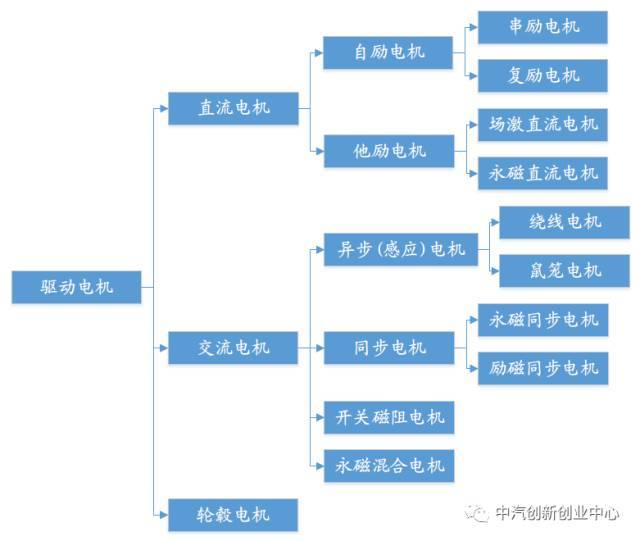 驱动电机
直流电机
自励电机
串励电机
复励电机
他励电机
场激直流电机
永磁直流电机
交流电机
异步(感应)电机
绕线电机
鼠笼电机
同步电机
永磁同步电机
励磁同步电机
开关磁阻电机
永磁混合电机
轮毂电机
中汽创新创业中心